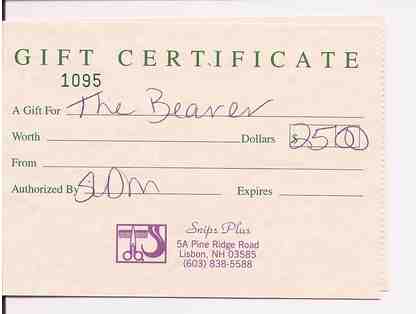 GIFT CERTIFICATE
1095
A Gift For The Beaver
Worth Dollars $25.00
From
Authorized By SDM Expires
Snips Plus
5A Pine Ridge Road
Lisbon, NH 03585
(603) 838-5588